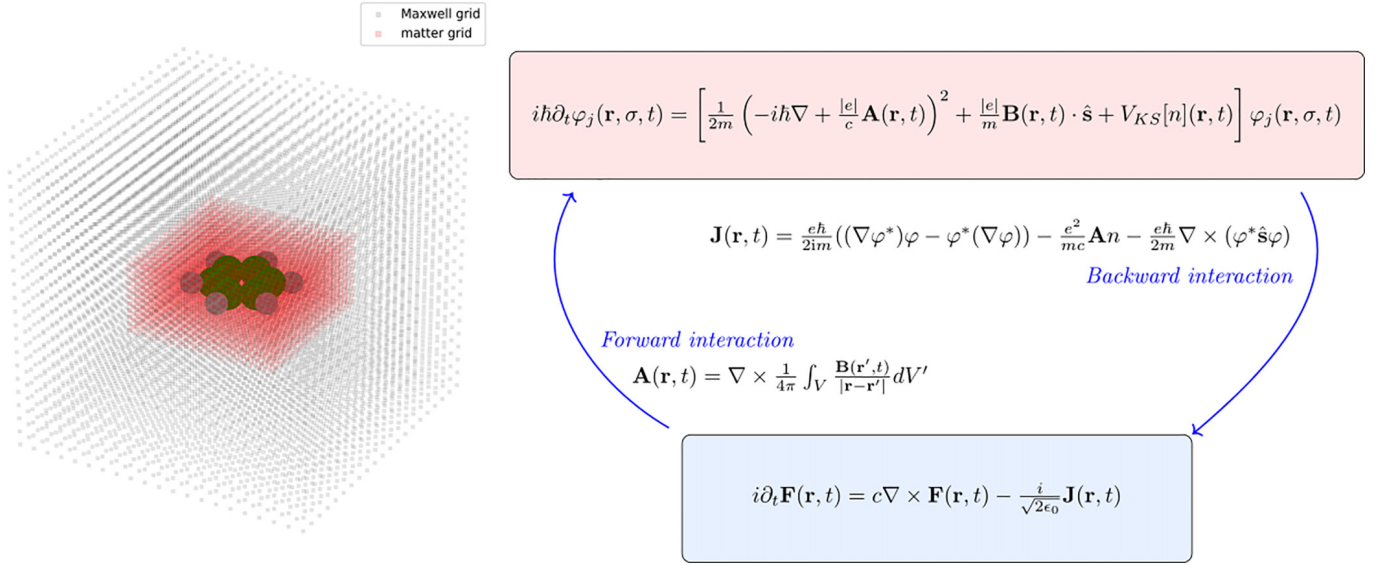 Maxwell grid
matter grid
iħ∂ₜφⱼ(r, σ, t) = [ 1/2m ( −iħ∇ + |e|/c A(r, t) )² + |e|/m B(r, t) · ŝ + V_KS[n](r, t) ] φⱼ(r, σ, t)
J(r, t) = eħ/2im ((∇φ*)φ − φ*(∇φ)) − e²/mc An − eħ/2m ∇ × (φ*ŝφ)
Backward interaction
Forward interaction
A(r, t) = ∇ × 1/4π ∫_V B(r′,t)/|r−r′| dV′
i∂ₜF(r, t) = c∇ × F(r, t) − i/√2ϵ₀ J(r, t)